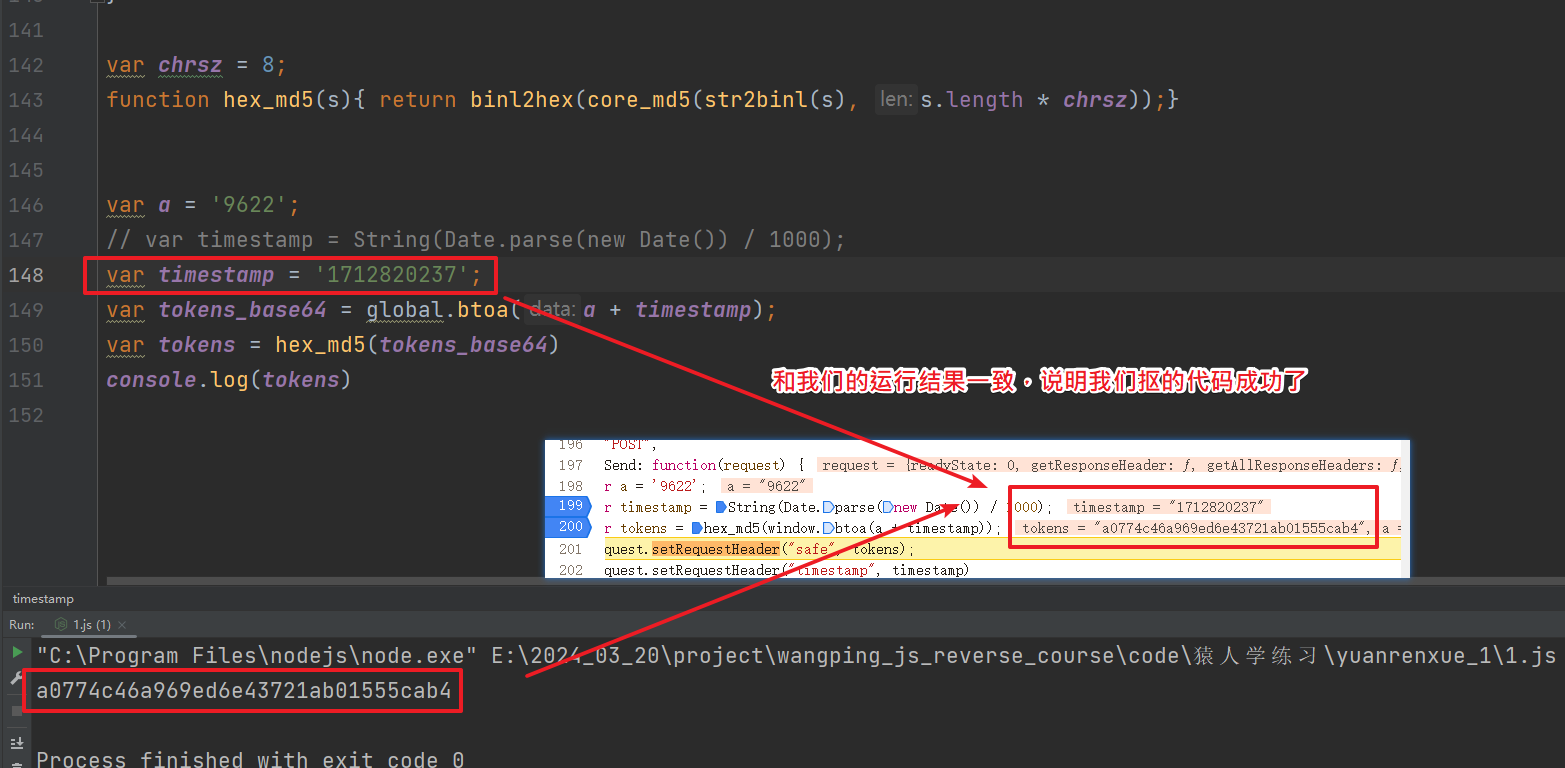 141
142 var chrsz = 8;
143 function hex_md5(s){ return binl2hex(core_md5(str2binl(s), len: s.length * chrsz));}
144
145
146 var a = '9622';
147 // var timestamp = String(Date.parse(new Date()) / 1000);
148 var timestamp = '1712820237';
149 var tokens_base64 = global.btoa( data: a + timestamp);
150 var tokens = hex_md5(tokens_base64)
151 console.log(tokens)
152
和我们的运行结果一致，说明我们抠的代码成功了
196 "POST",
197 Send: function(request) { request = {readyState: 0, getResponseHeader: ƒ, getAllResponseHeaders: ƒ,
198 r a = '9622'; a = "9622"
199 r timestamp = String(Date.parse(new Date()) / 1000); timestamp = "1712820237"
200 r tokens = hex_md5(window.btoa(a + timestamp)); tokens = "a0774c46a969ed6e43721ab01555cab4", a =
201 quest.setRequestHeader("safe", tokens);
202 quest.setRequestHeader("timestamp", timestamp)
timestamp
Run: 1.js (1) ×
"C:\Program Files\nodejs\node.exe" E:\2024_03_20\project\wangping_js_reverse_course\code\猿人学练习\yuanrenxue_1\1.js
a0774c46a969ed6e43721ab01555cab4
Process finished with exit code 0